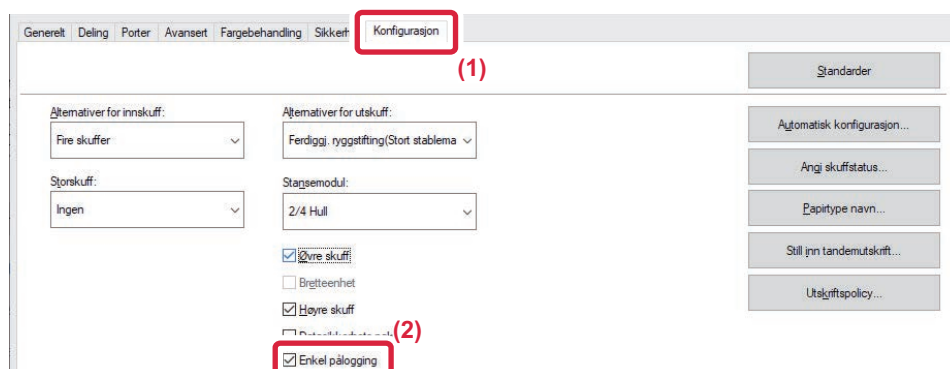 Generelt Deling Porter Avansert Fargebehandling Sikkerh Konfigurasjon
(1)
Standarder
Alternativer for innskuff:
Fire skuffer
Alternativer for utskuff:
Ferdiggj. ryggstifting(Stort stablema
Automatisk konfigurasjon...
Angi skuffstatus...
Storskuff:
Ingen
Stansemodul:
2/4 Hull
Papirtype navn...
Still inn tandemutskrift...
Utskriftspolicy...
Øvre skuff
Bretteenhet
Høyre skuff
(2)
Enkel pålogging